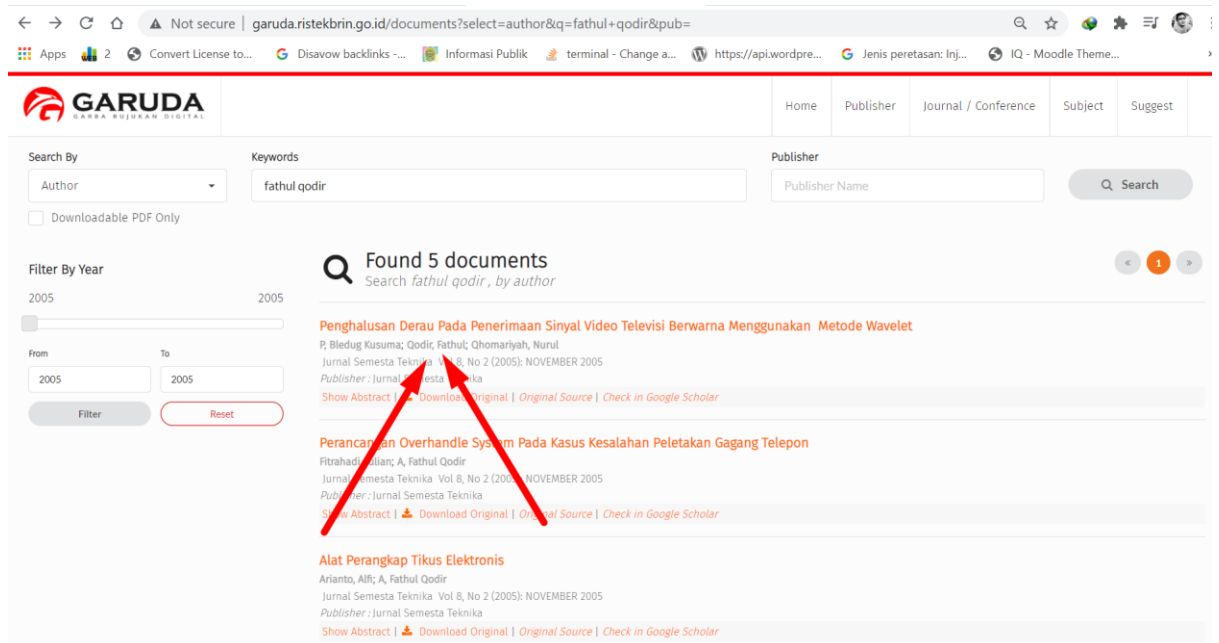 Not secure | garuda.ristekbrin.go.id/documents?select=author&q=fathul+qodir&pub=
Apps 2 Convert License to... Disavow backlinks -... Informasi Publik terminal - Change a... https://api.wordpre... Jenis peretasan: Inj... IQ - Moodle Theme...
GARUDA
GARBA RUJUKAN DIGITAL
Home Publisher Journal / Conference Subject Suggest
Search By Keywords Publisher
Author fathul qodir Publisher Name Search
Downloadable PDF Only
Filter By Year
2005 2005
From To
2005 2005
Filter Reset
Found 5 documents
Search fathul qodir , by author
« 1 »
Penghalusan Derau Pada Penerimaan Sinyal Video Televisi Berwarna Menggunakan Metode Wavelet
P, Bledug Kusuma; Qodir, Fathul; Qhomariyah, Nurul
Jurnal Semesta Teknika Vol 8, No 2 (2005): NOVEMBER 2005
Publisher : Jurnal Semesta Teknika
Show Abstract | Download Original | Original Source | Check in Google Scholar
Perancangan Overhandle System Pada Kasus Kesalahan Peletakan Gagang Telepon
Fitrahadi, Julian; A, Fathul Qodir
Jurnal Semesta Teknika Vol 8, No 2 (2005): NOVEMBER 2005
Publisher : Jurnal Semesta Teknika
Show Abstract | Download Original | Original Source | Check in Google Scholar
Alat Perangkap Tikus Elektronis
Arianto, Alfi; A, Fathul Qodir
Jurnal Semesta Teknika Vol 8, No 2 (2005): NOVEMBER 2005
Publisher : Jurnal Semesta Teknika
Show Abstract | Download Original | Original Source | Check in Google Scholar